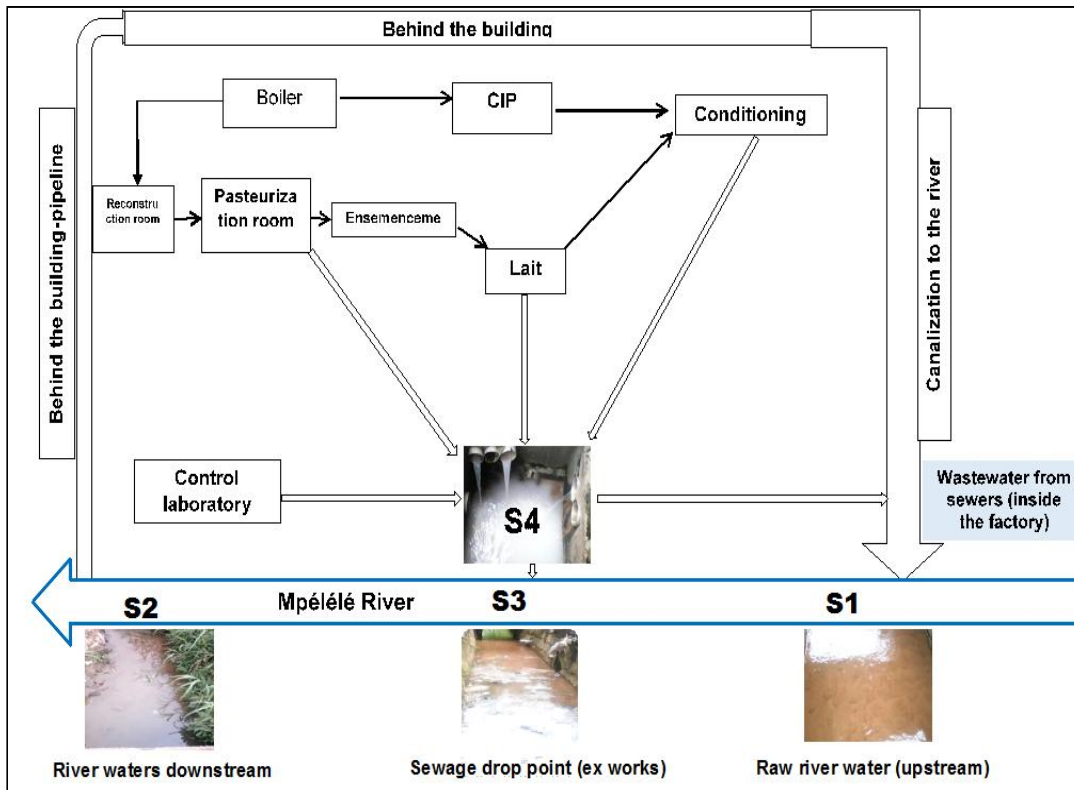 Behind the building
Behind the building-pipeline
Boiler
CIP
Conditioning
Canalization to the river
Reconstru
ction room
Pasteuriza
tion room
Ensemenceme
Lait
Control
laboratory
S4
Wastewater from
sewers (inside
the factory)
S2
Mpélélé River
S3
S1
River waters downstream
Sewage drop point (ex works)
Raw river water (upstream)